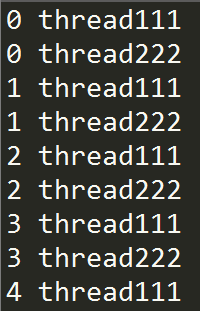 0 thread111
0 thread222
1 thread111
1 thread222
2 thread111
2 thread222
3 thread111
3 thread222
4 thread111